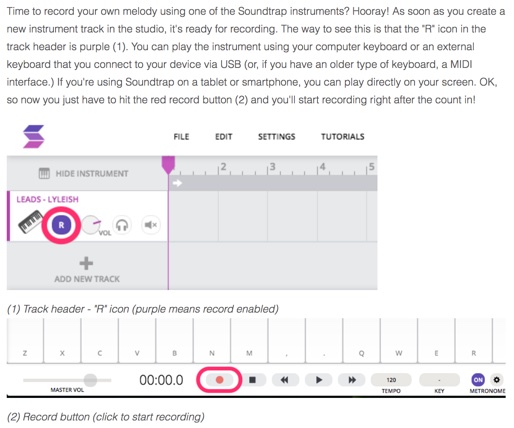 Time to record your own melody using one of the Soundtrap instruments? Hooray! As soon as you create a
new instrument track in the studio, it's ready for recording. The way to see this is that the "R" icon in the
track header is purple (1). You can play the instrument using your computer keyboard or an external
keyboard that you connect to your device via USB (or, if you have an older type of keyboard, a MIDI
interface.) If you're using Soundtrap on a tablet or smartphone, you can play directly on your screen. OK,
so now you just have to hit the red record button (2) and you'll start recording right after the count in!
FILE EDIT SETTINGS TUTORIALS
HIDE INSTRUMENT 2 3 4 5
LEADS - LYLEISH
R VOL
ADD NEW TRACK
(1) Track header - "R" icon (purple means record enabled)
Z X C V B N M , . Q W E R
MASTER VOL 00:00.0 120 TEMPO - KEY ON METRONOME
(2) Record button (click to start recording)